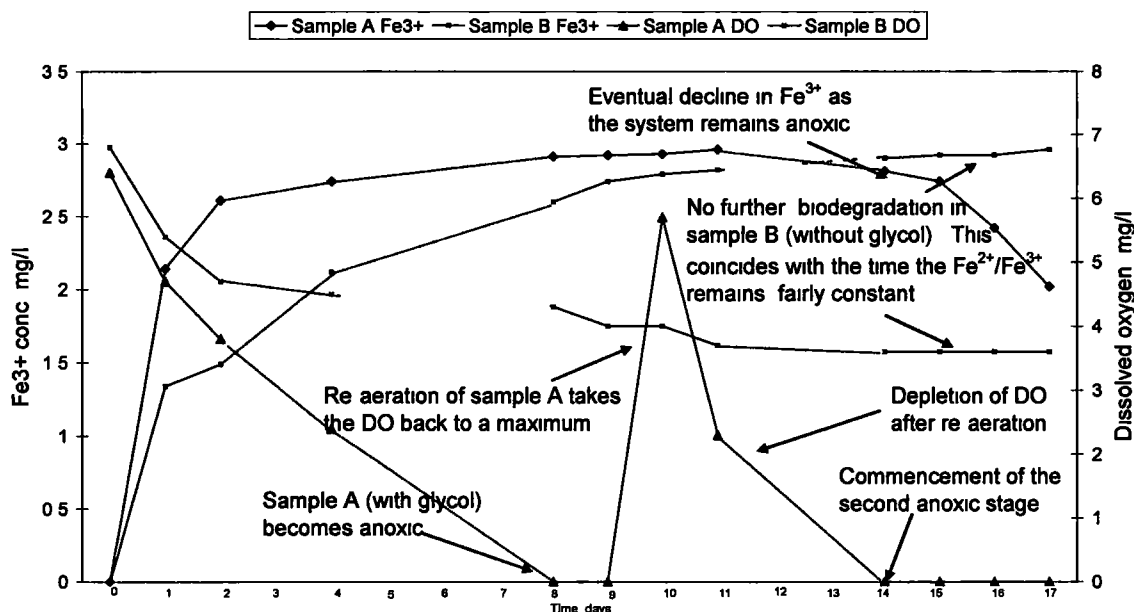 Sample A Fe3+ Sample B Fe3+ Sample A DO Sample B DO
Fe3+ conc mg/l
3 5
3
2 5
2
1 5
1
0 5
0
Eventual decline in Fe³⁺ as
the system remains anoxic
No further biodegradation in
sample B (without glycol) This
coincides with the time the Fe²⁺/Fe³⁺
remains fairly constant
Re aeration of sample A takes
the DO back to a maximum
Depletion of DO
after re aeration
Sample A (with glycol)
becomes anoxic
Commencement of the
second anoxic stage
8
7
6
5
4
3
2
1
0
Dissolved oxygen mg/l
0 1 2 3 4 5 6 7 8 9 10 11 12 13 14 15 16 17
Time days